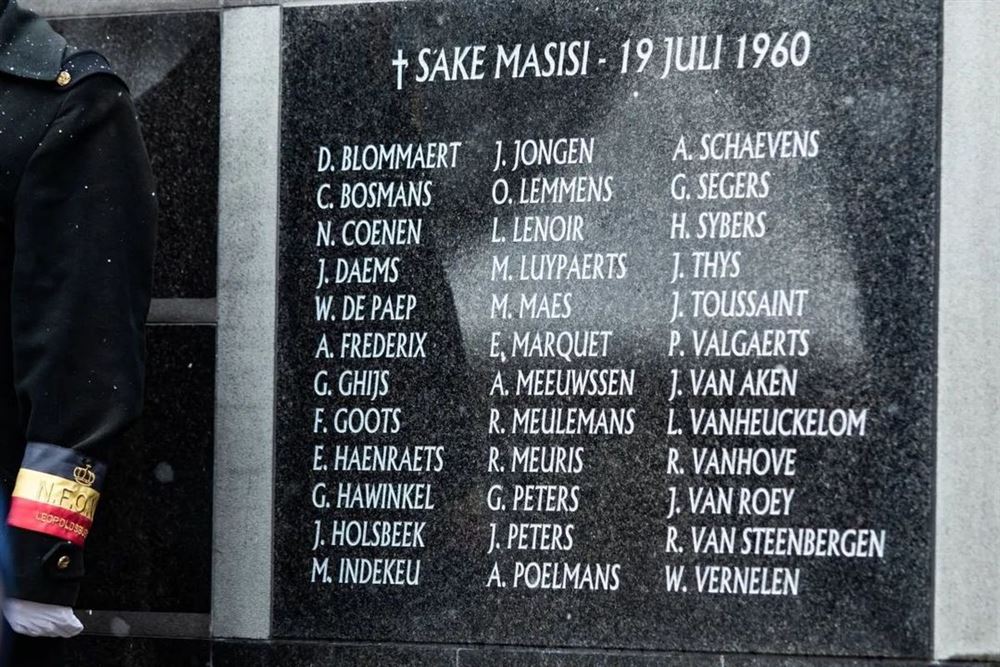 † SAKE MASISI - 19 JULI 1960
D. BLOMMAERT
C. BOSMANS
N. COENEN
J. DAEMS
W. DE PAEP
A. FREDERIX
G. GHIJS
F. GOOTS
E. HAENRAETS
G. HAWINKEL
J. HOLSBEEK
M. INDEKEU
J. JONGEN
O. LEMMENS
L. LENOIR
M. LUYPAERTS
M. MAES
E. MARQUET
A. MEEUWSSEN
R. MEULEMANS
R. MEURIS
G. PETERS
J. PETERS
A. POELMANS
A. SCHAEVENS
G. SEGERS
H. SYBERS
J. THYS
J. TOUSSAINT
P. VALGAERTS
J. VAN AKEN
L. VANHEUCKELOM
R. VANHOVE
J. VAN ROEY
R. VAN STEENBERGEN
W. VERNELEN